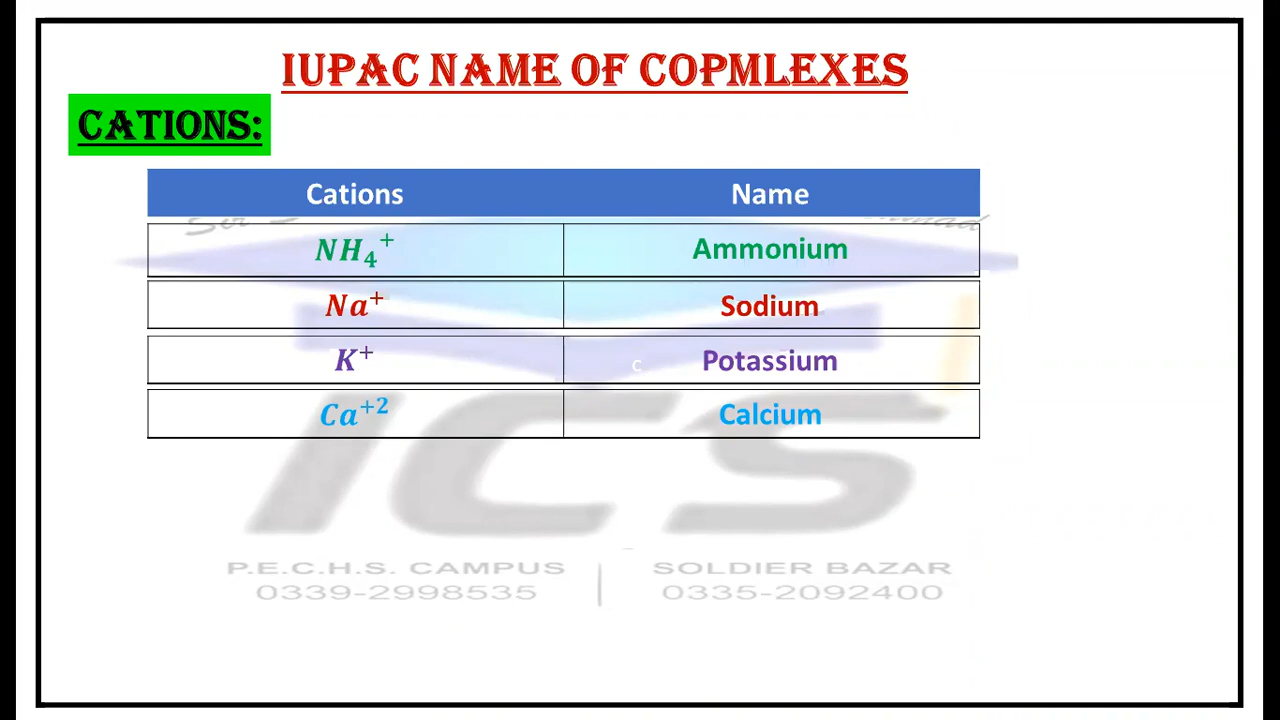 IUPAC NAME OF COPMLEXES
CATIONS:
Cations Name
NH₄⁺ Ammonium
Na⁺ Sodium
K⁺ Potassium
c
Ca⁺² Calcium
ICS
P.E.C.H.S. CAMPUS | SOLDIER BAZAR
0339-2998535 | 0335-2092400